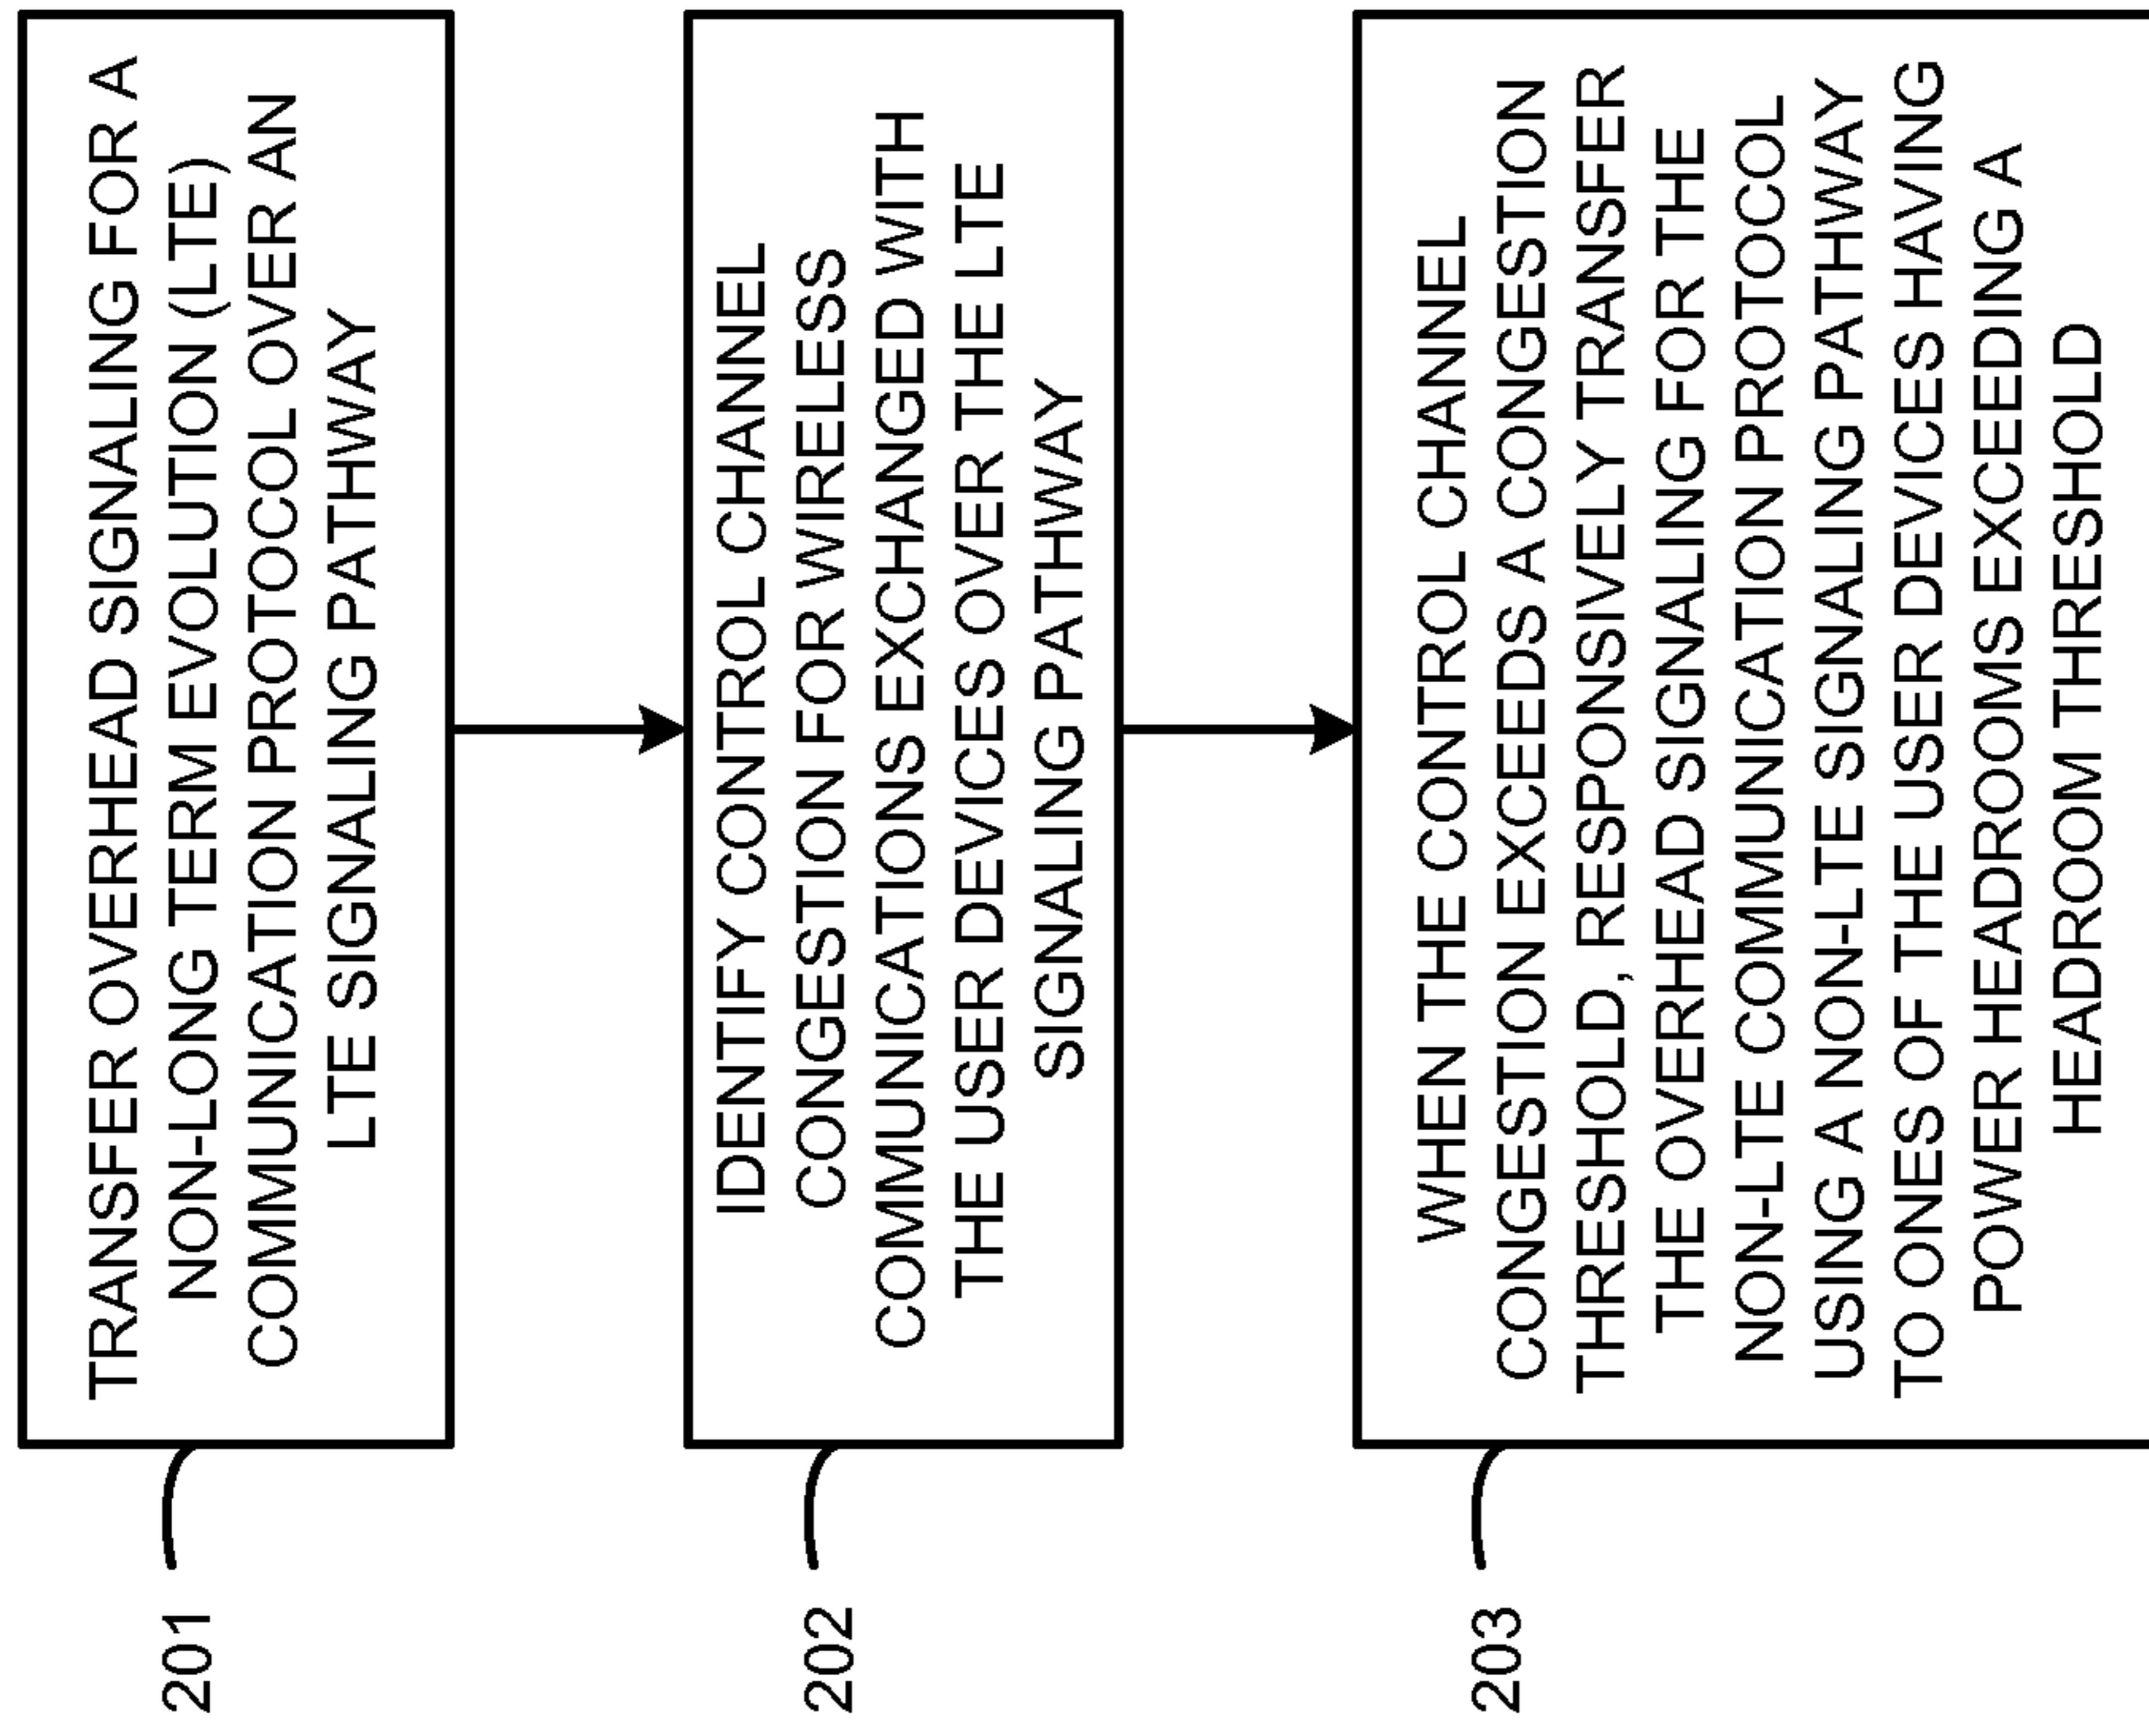 201
TRANSFER OVERHEAD SIGNALING FOR A
NON-LONG TERM EVOLUTION (LTE)
COMMUNICATION PROTOCOL OVER AN
LTE SIGNALING PATHWAY
202
IDENTIFY CONTROL CHANNEL
CONGESTION FOR WIRELESS
COMMUNICATIONS EXCHANGED WITH
THE USER DEVICES OVER THE LTE
SIGNALING PATHWAY
203
WHEN THE CONTROL CHANNEL
CONGESTION EXCEEDS A CONGESTION
THRESHOLD, RESPONSIVELY TRANSFER
THE OVERHEAD SIGNALING FOR THE
NON-LTE COMMUNICATION PROTOCOL
USING A NON-LTE SIGNALING PATHWAY
TO ONES OF THE USER DEVICES HAVING
POWER HEADROOMS EXCEEDING A
HEADROOM THRESHOLD